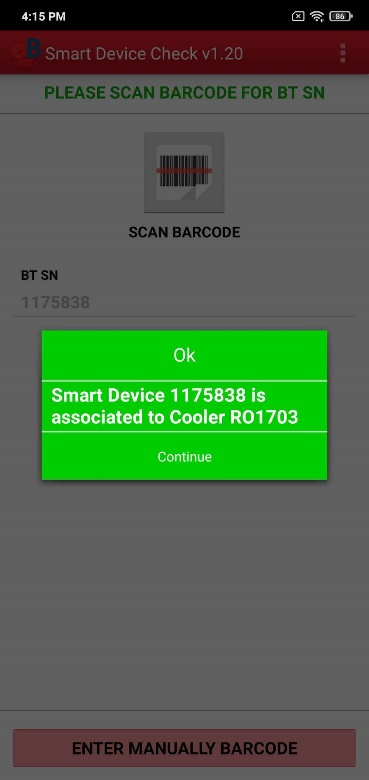 4:15 PM
86
B
Smart Device Check v1.20
PLEASE SCAN BARCODE FOR BT SN
SCAN BARCODE
BT SN
1175838
Ok
Smart Device 1175838 is
associated to Cooler RO1703
Continue
ENTER MANUALLY BARCODE